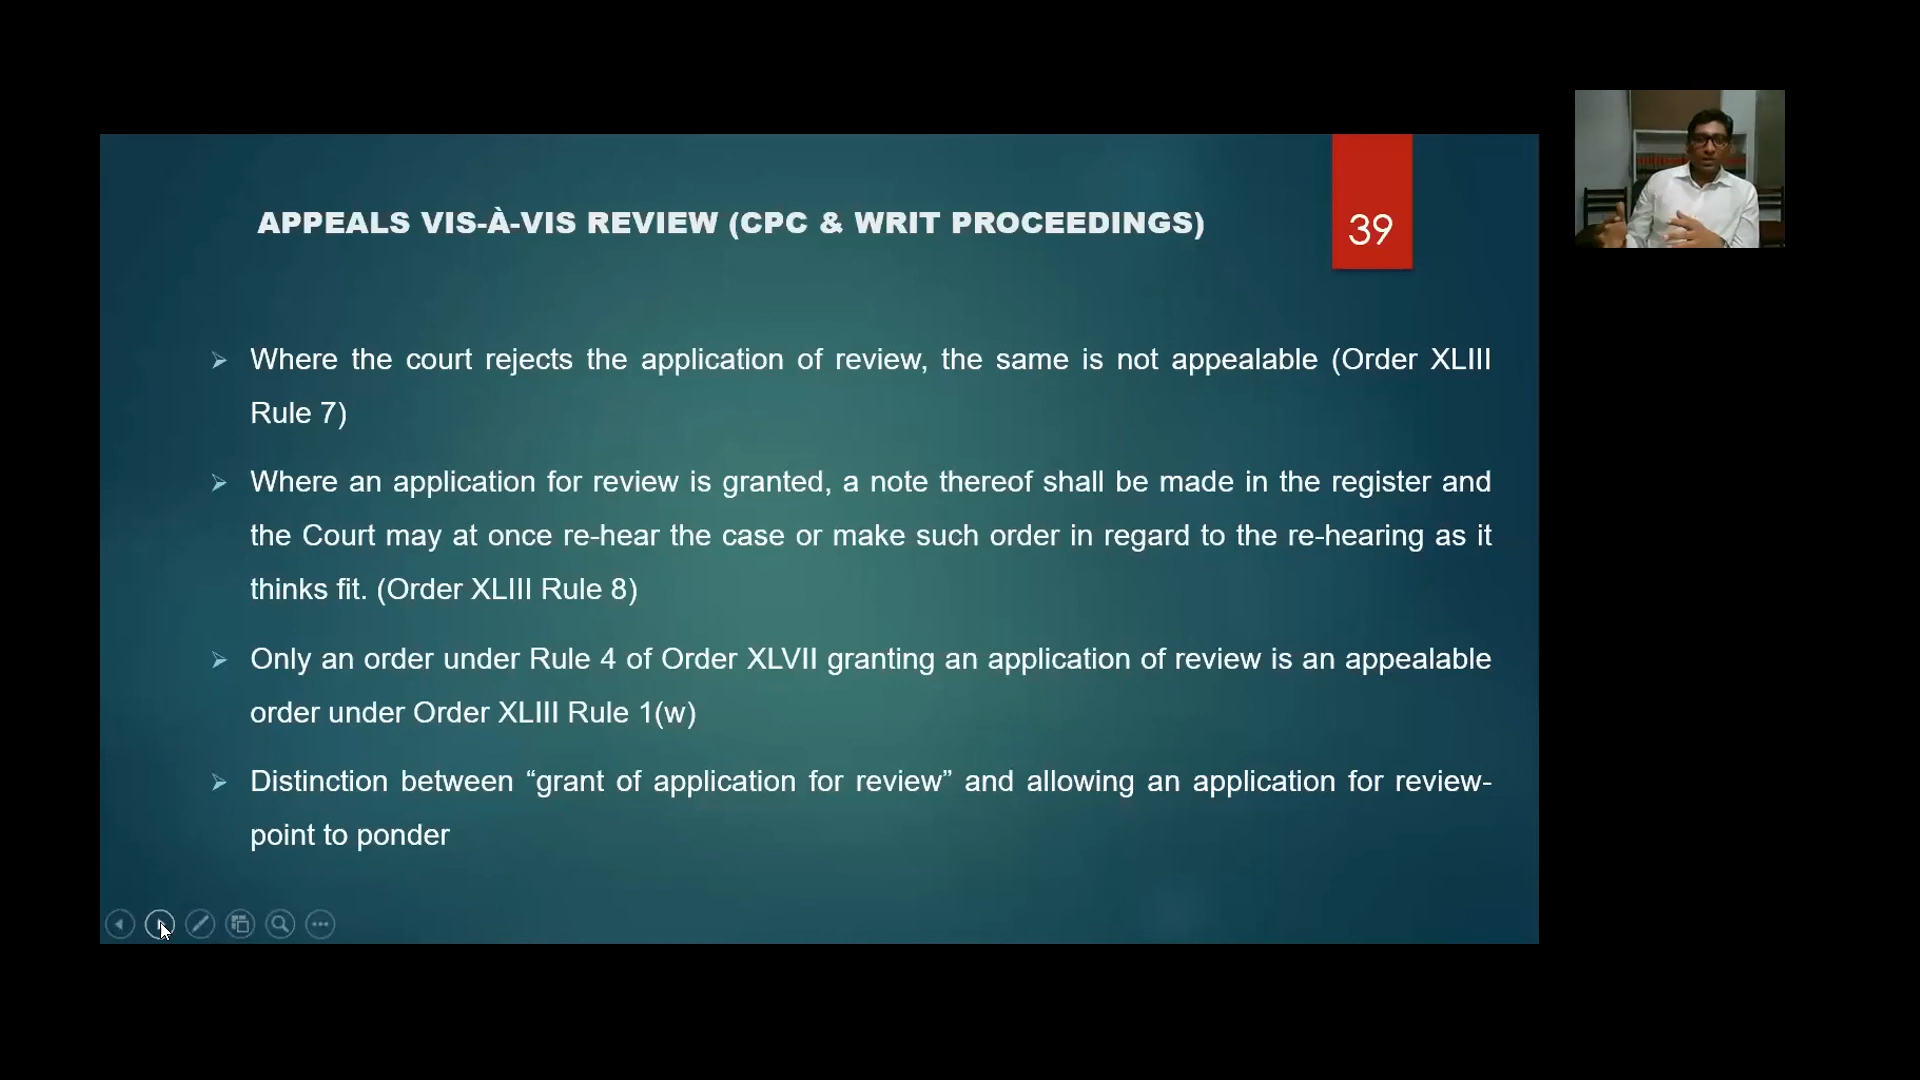 APPEALS VIS-À-VIS REVIEW (CPC & WRIT PROCEEDINGS)
39
➢ Where the court rejects the application of review, the same is not appealable (Order XLIII
Rule 7)
➢ Where an application for review is granted, a note thereof shall be made in the register and
the Court may at once re-hear the case or make such order in regard to the re-hearing as it
thinks fit. (Order XLIII Rule 8)
➢ Only an order under Rule 4 of Order XLVII granting an application of review is an appealable
order under Order XLIII Rule 1(w)
➢ Distinction between “grant of application for review” and allowing an application for review-
point to ponder